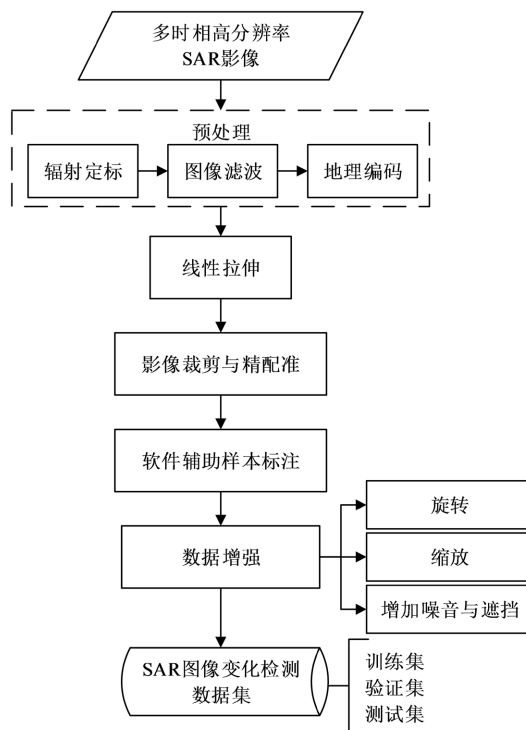 多时相高分辨率
SAR影像
预处理
辐射定标
图像滤波
地理编码
线性拉伸
影像裁剪与精配准
软件辅助样本标注
数据增强
旋转
缩放
增加噪音与遮挡
SAR图像变化检测
数据集
训练集
验证集
测试集